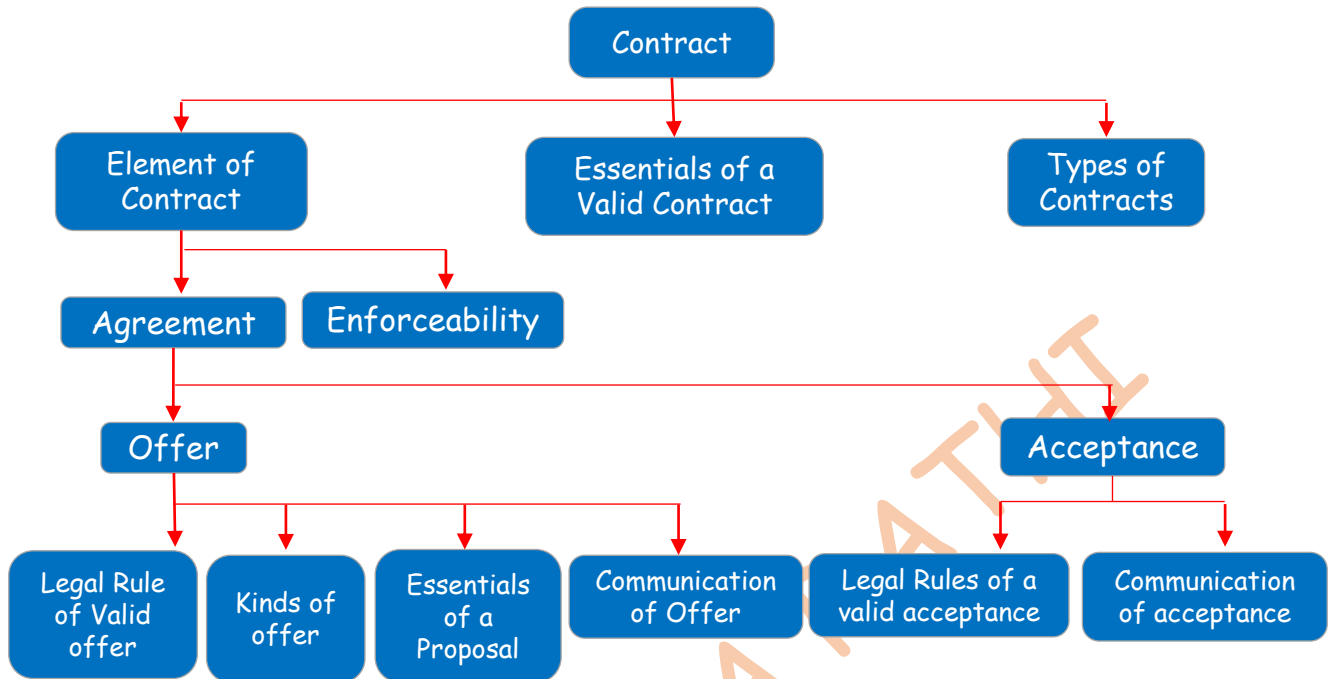 Contract
Element of
Contract
Essentials of a
Valid Contract
Types of
Contracts
Agreement
Enforceability
Offer
Acceptance
Legal Rule
of Valid
offer
Kinds of
offer
Essentials
of a
Proposal
Communication
of Offer
Legal Rules of a
valid acceptance
Communication
of acceptance